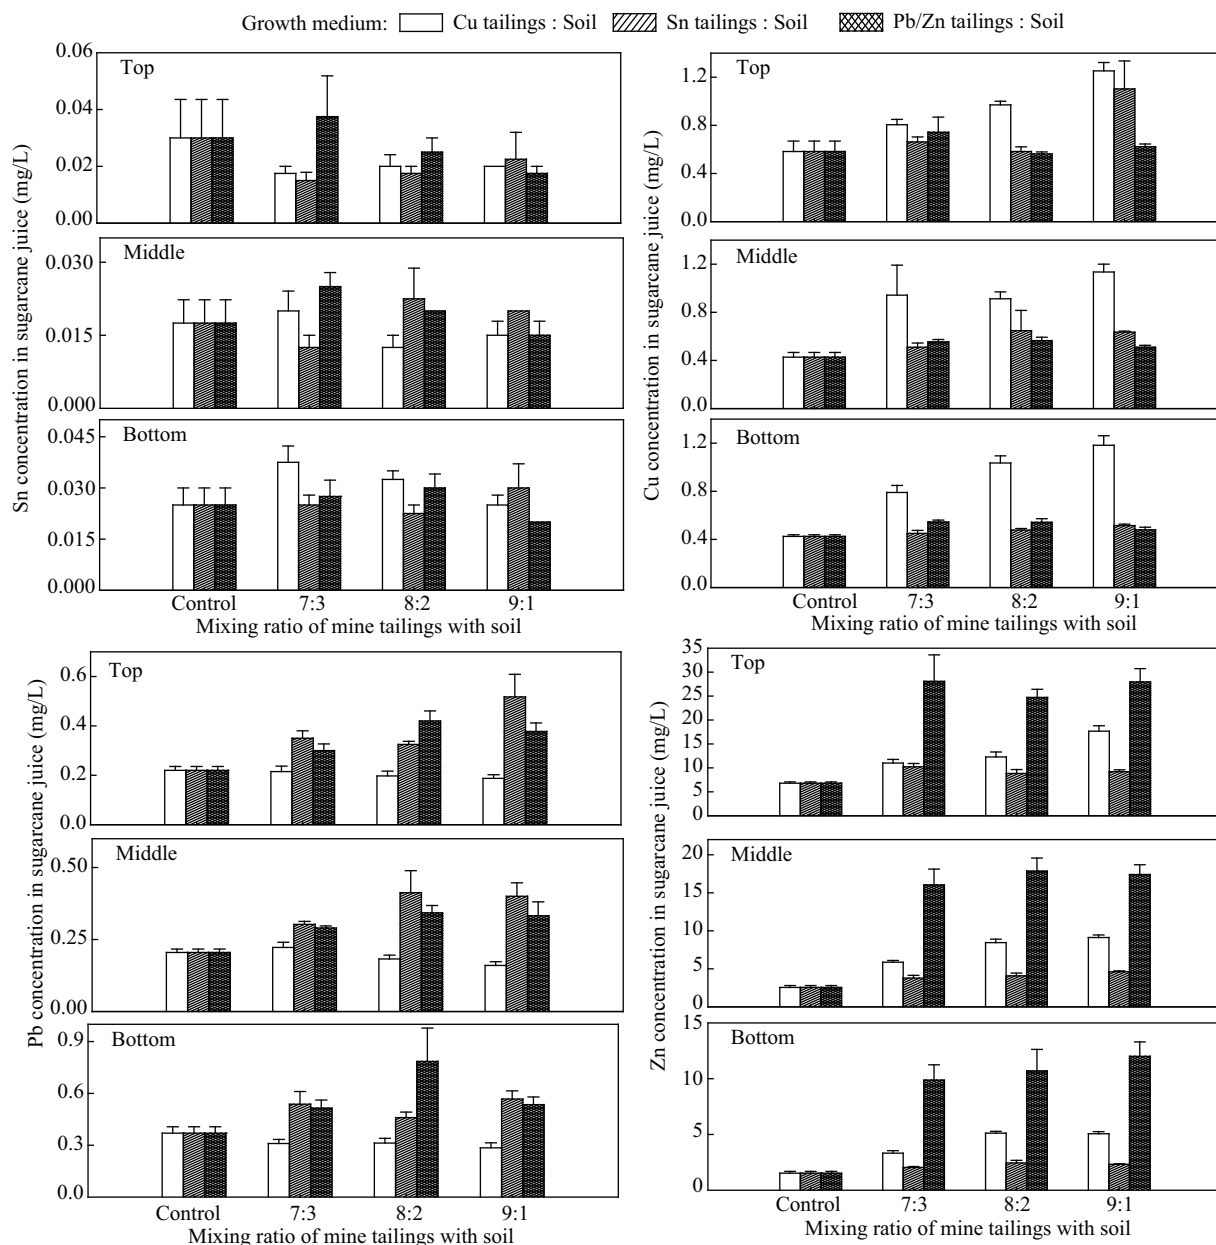 Growth medium: Cu tailings : Soil Sn tailings : Soil Pb/Zn tailings : Soil
Sn concentration in sugarcane juice (mg/L)
Top
0.06
0.04
0.02
0.00
Middle
0.030
0.015
0.000
Bottom
0.045
0.030
0.015
0.000
Control 7:3 8:2 9:1
Mixing ratio of mine tailings with soil
Cu concentration in sugarcane juice (mg/L)
Top
1.2
0.8
0.4
0.0
Middle
1.2
0.8
0.4
0.0
Bottom
1.2
0.8
0.4
0.0
Control 7:3 8:2 9:1
Mixing ratio of mine tailings with soil
Pb concentration in sugarcane juice (mg/L)
Top
0.6
0.4
0.2
0.0
Middle
0.50
0.25
0.00
Bottom
0.9
0.6
0.3
0.0
Control 7:3 8:2 9:1
Mixing ratio of mine tailings with soil
Zn concentration in sugarcane juice (mg/L)
Top
35
30
25
20
15
10
5
0
Middle
20
15
10
5
0
Bottom
15
10
5
0
Control 7:3 8:2 9:1
Mixing ratio of mine tailings with soil